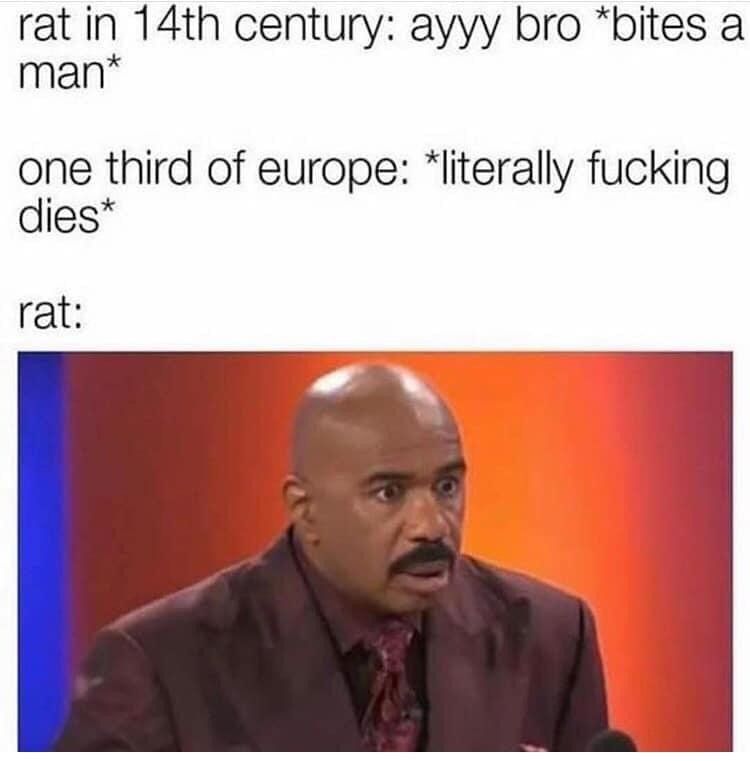 rat in 14th century: ayyy bro *bites a
man*
one third of europe: *literally fucking
dies*
rat: